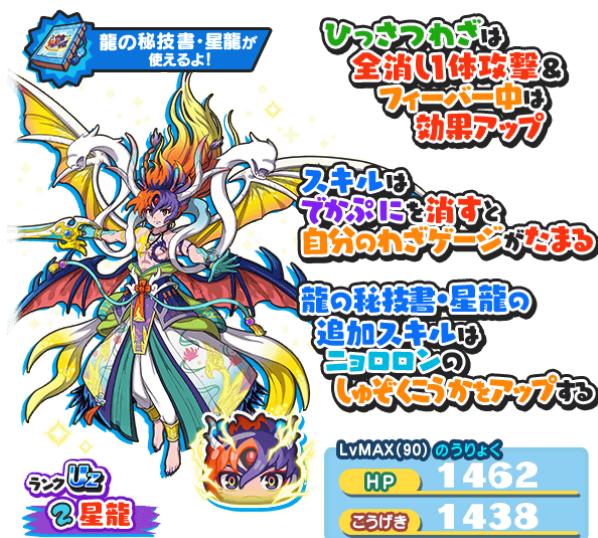 龍の秘技書・星龍が
使えるよ!
ひっさつわざは
全消し1体攻撃&
フィーバー中は
効果アップ
スキルは
でかぷにを消すと
自分のわざゲージがたまる
龍の秘技書・星龍の
追加スキルは
ニョロロンの
しゅぞくこうかをアップする
ランクUZ
星龍
LvMAX(90) のうりょく
HP 1462
こうげき 1438